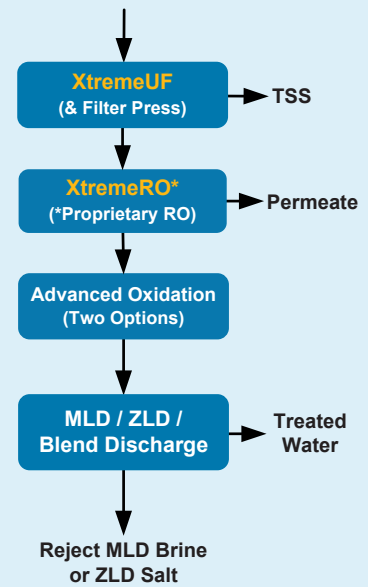 XtremeUF
(& Filter Press)
TSS
XtremeRO*
(*Proprietary RO)
Permeate
Advanced Oxidation
(Two Options)
MLD / ZLD /
Blend Discharge
Treated
Water
Reject MLD Brine
or ZLD Salt